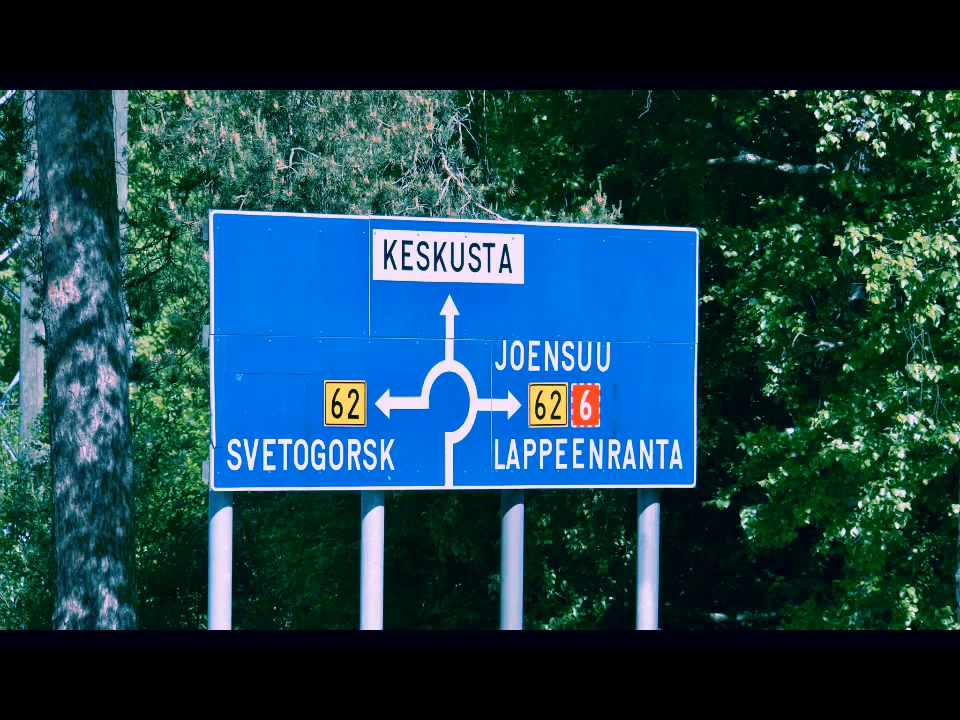 KESKUSTA
JOENSUU
62
62 6
SVETOGORSK
LAPPEENRANTA